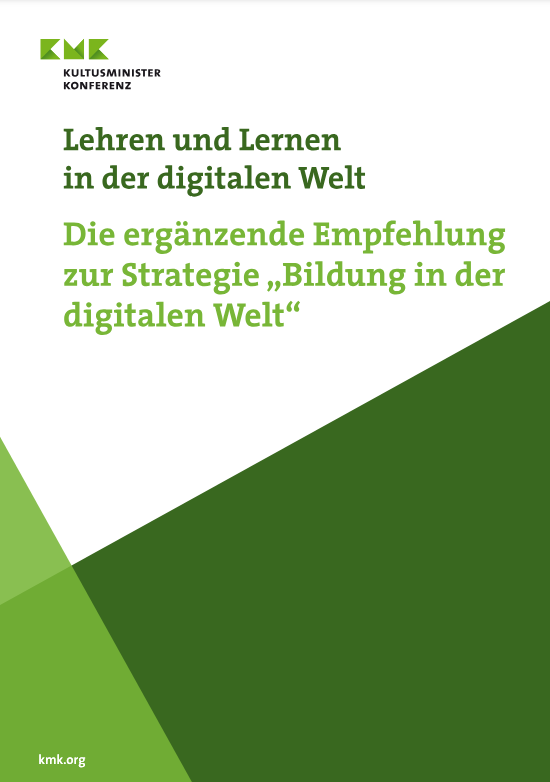 KMK
KULTUSMINISTER
KONFERENZ
Lehren und Lernen
in der digitalen Welt
Die ergänzende Empfehlung
zur Strategie „Bildung in der
digitalen Welt“
kmk.org